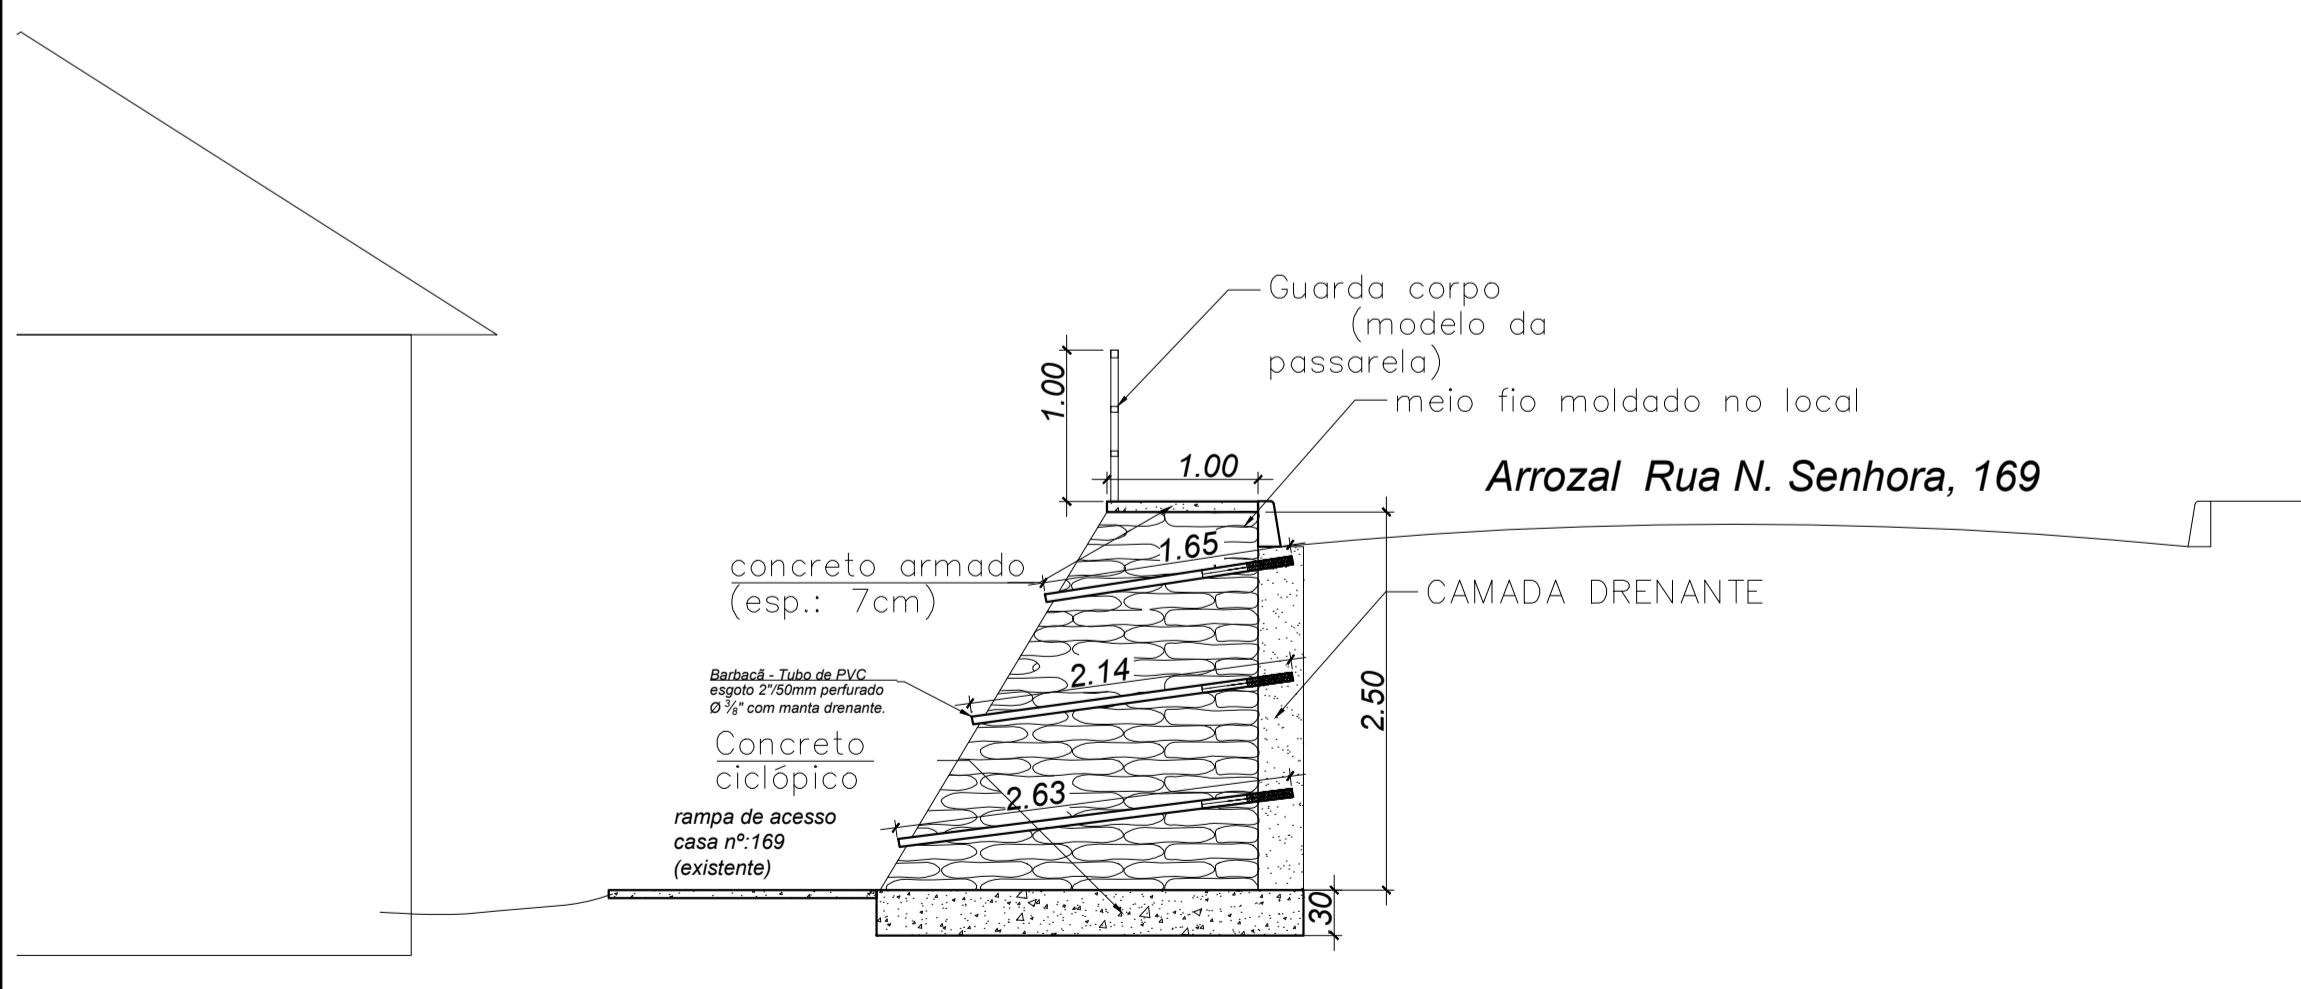 Guarda corpo
(modelo da
passarela)
meio fio moldado no local
1.00
1.00
Arrozal Rua N. Senhora, 169
1.65
concreto armado
(esp.: 7cm)
CAMADA DRENANTE
2.14
Barbacã - Tubo de PVC
esgoto 2"/50mm perfurado
Ø 3/8" com manta drenante.
2.50
Concreto
ciclópico
2.63
rampa de acesso
casa nº:169
(existente)
30